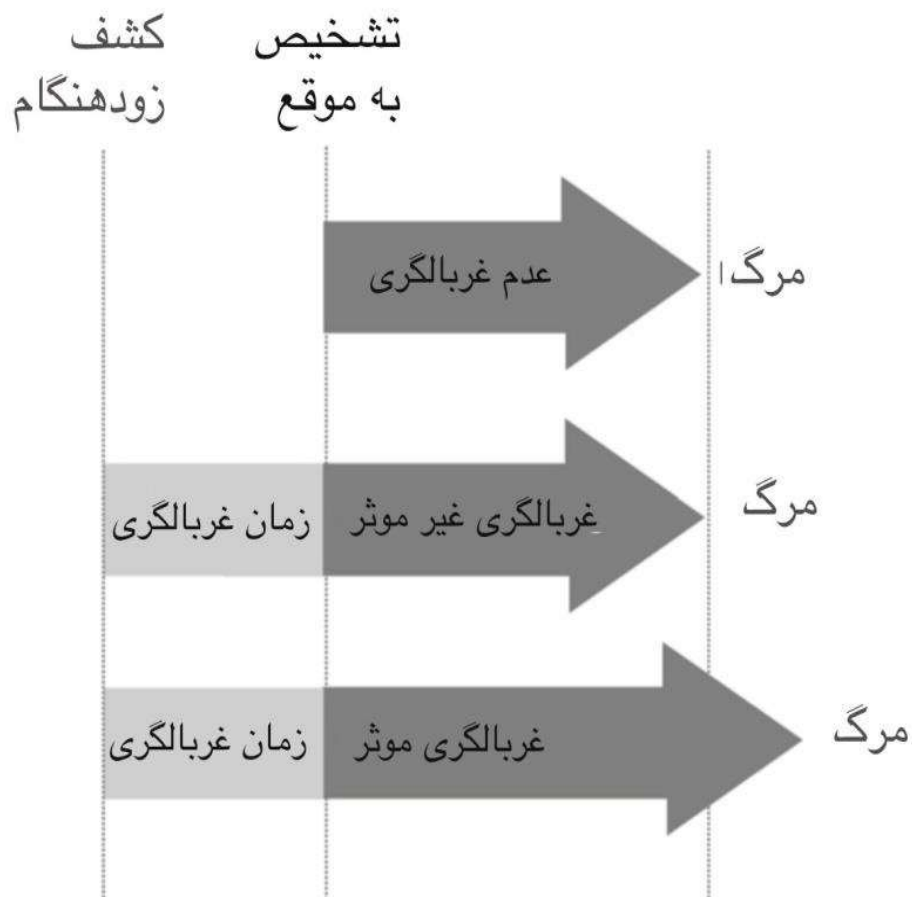 کشف
زودهنگام
تشخیص
به موقع
عدم غربالگری
مرگ
زمان غربالگری
غربالگری غیر موثر
مرگ
زمان غربالگری
غربالگری موثر
مرگ